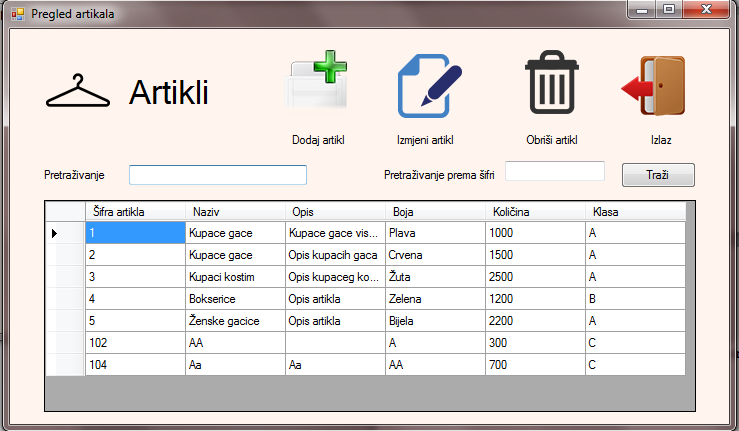 Pregled artikala
Artikli
Dodaj artikl Izmjeni artikl Obriši artikl Izlaz
Pretraživanje Pretraživanje prema šifri Traži
Šifra artikla Naziv Opis Boja Količina Klasa
1 Kupace gace Kupace gace vis... Plava 1000 A
2 Kupace gace Opis kupacih gaca Crvena 1500 A
3 Kupaci kostim Opis kupaceg ko... Žuta 2500 A
4 Bokserice Opis artikla Zelena 1200 B
5 Ženske gacice Opis artikla Bijela 2200 A
102 AA A 300 C
104 Aa Aa AA 700 C